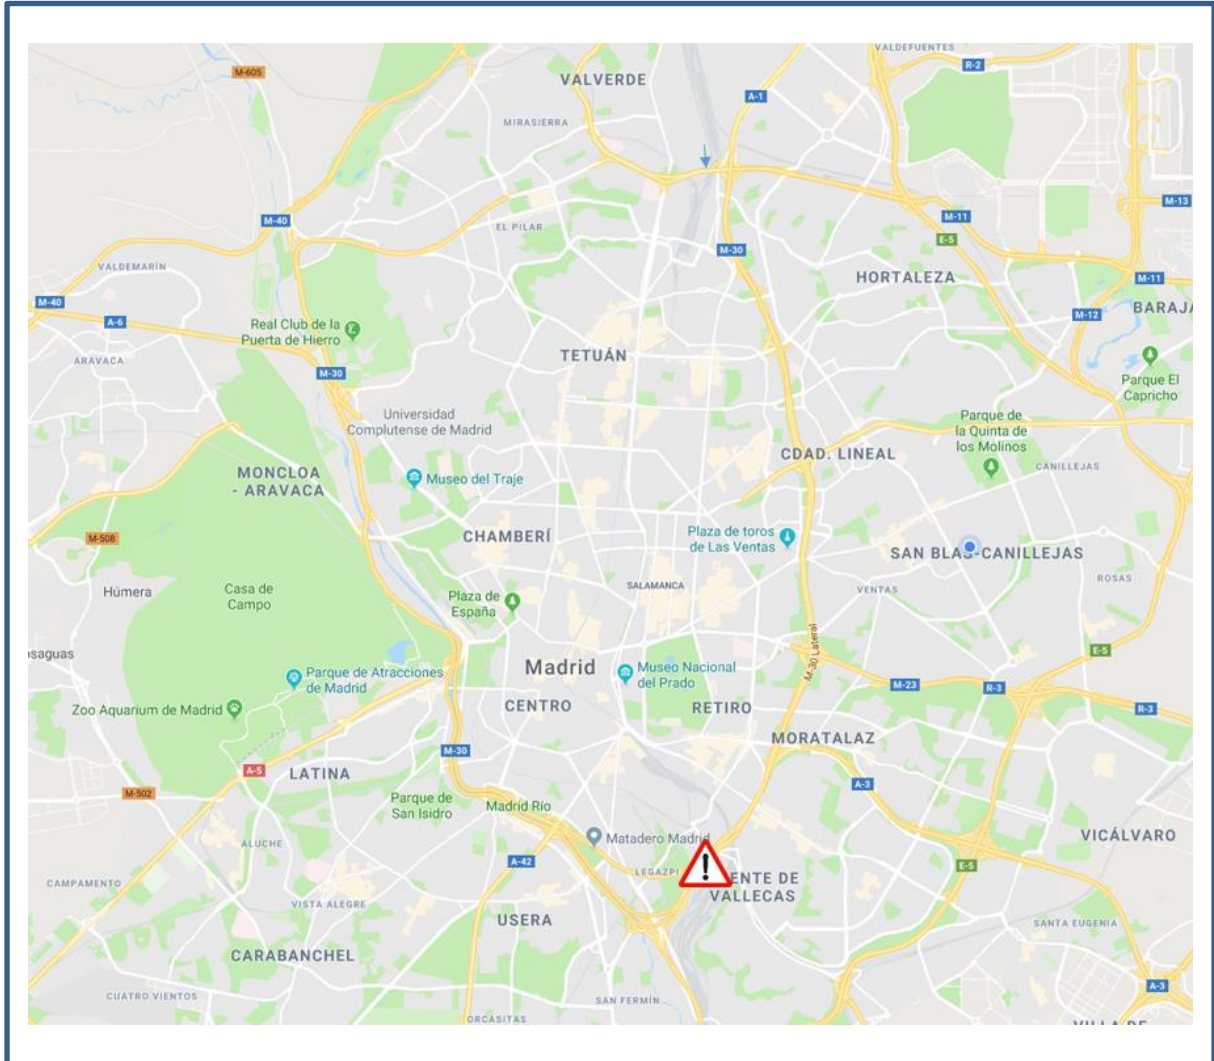 VALDEFUENTES
M-605
R-2
VALVERDE
A-1
MIRASIERRA
M-13
M-40
M-11
EL PILAR
E-5
M-30
VALDEMARÍN
HORTALEZA
M-11
M-40
BARAJA
A-6
M-12
Real Club de la
Puerta de Hierro
TETUÁN
ARAVACA
M-30
Parque El
Capricho
Universidad
Complutense de Madrid
Parque de
la Quinta de
los Molinos
CDAD. LINEAL
CANILLEJAS
MONCLOA
- ARAVACA
Museo del Traje
CHAMBERÍ
Plaza de toros
de Las Ventas
M-508
SAN BLAS-CANILLEJAS
ROSAS
Húmera
Casa de
Campo
SALAMANCA
VENTAS
Plaza de
España
M-30 Lateral
osaguas
E-5
Madrid
Museo Nacional
del Prado
Parque de Atracciones
de Madrid
M-23
R-3
Zoo Aquarium de Madrid
CENTRO
RETIRO
R-3
MORATALAZ
M-30
A-5
LATINA
A-3
M-502
Parque de
San Isidro
Madrid Río
Matadero Madrid
VICÁLVARO
ALUCHE
A-42
E-5
LEGAZPI
!
ENTE DE
VALLECAS
CAMPAMENTO
VISTA ALEGRE
USERA
SANTA EUGENIA
CARABANCHEL
A-3
CUATRO VIENTOS
SAN FERMÍN
ORCASITAS